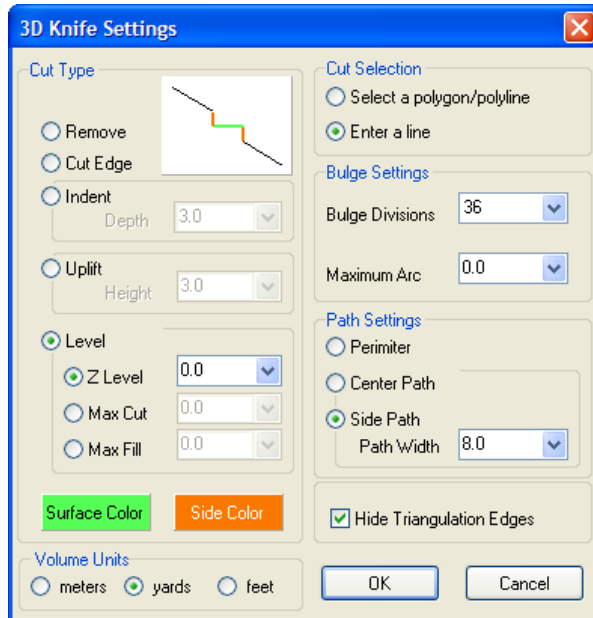 3D Knife Settings
Cut Type
Remove
Cut Edge
Indent
Depth 3.0
Uplift
Height 3.0
Level
Z Level 0.0
Max Cut 0.0
Max Fill 0.0
Surface Color Side Color
Volume Units
meters yards feet
Cut Selection
Select a polygon/polyline
Enter a line
Bulge Settings
Bulge Divisions 36
Maximum Arc 0.0
Path Settings
Perimiter
Center Path
Side Path
Path Width 8.0
Hide Triangulation Edges
OK Cancel